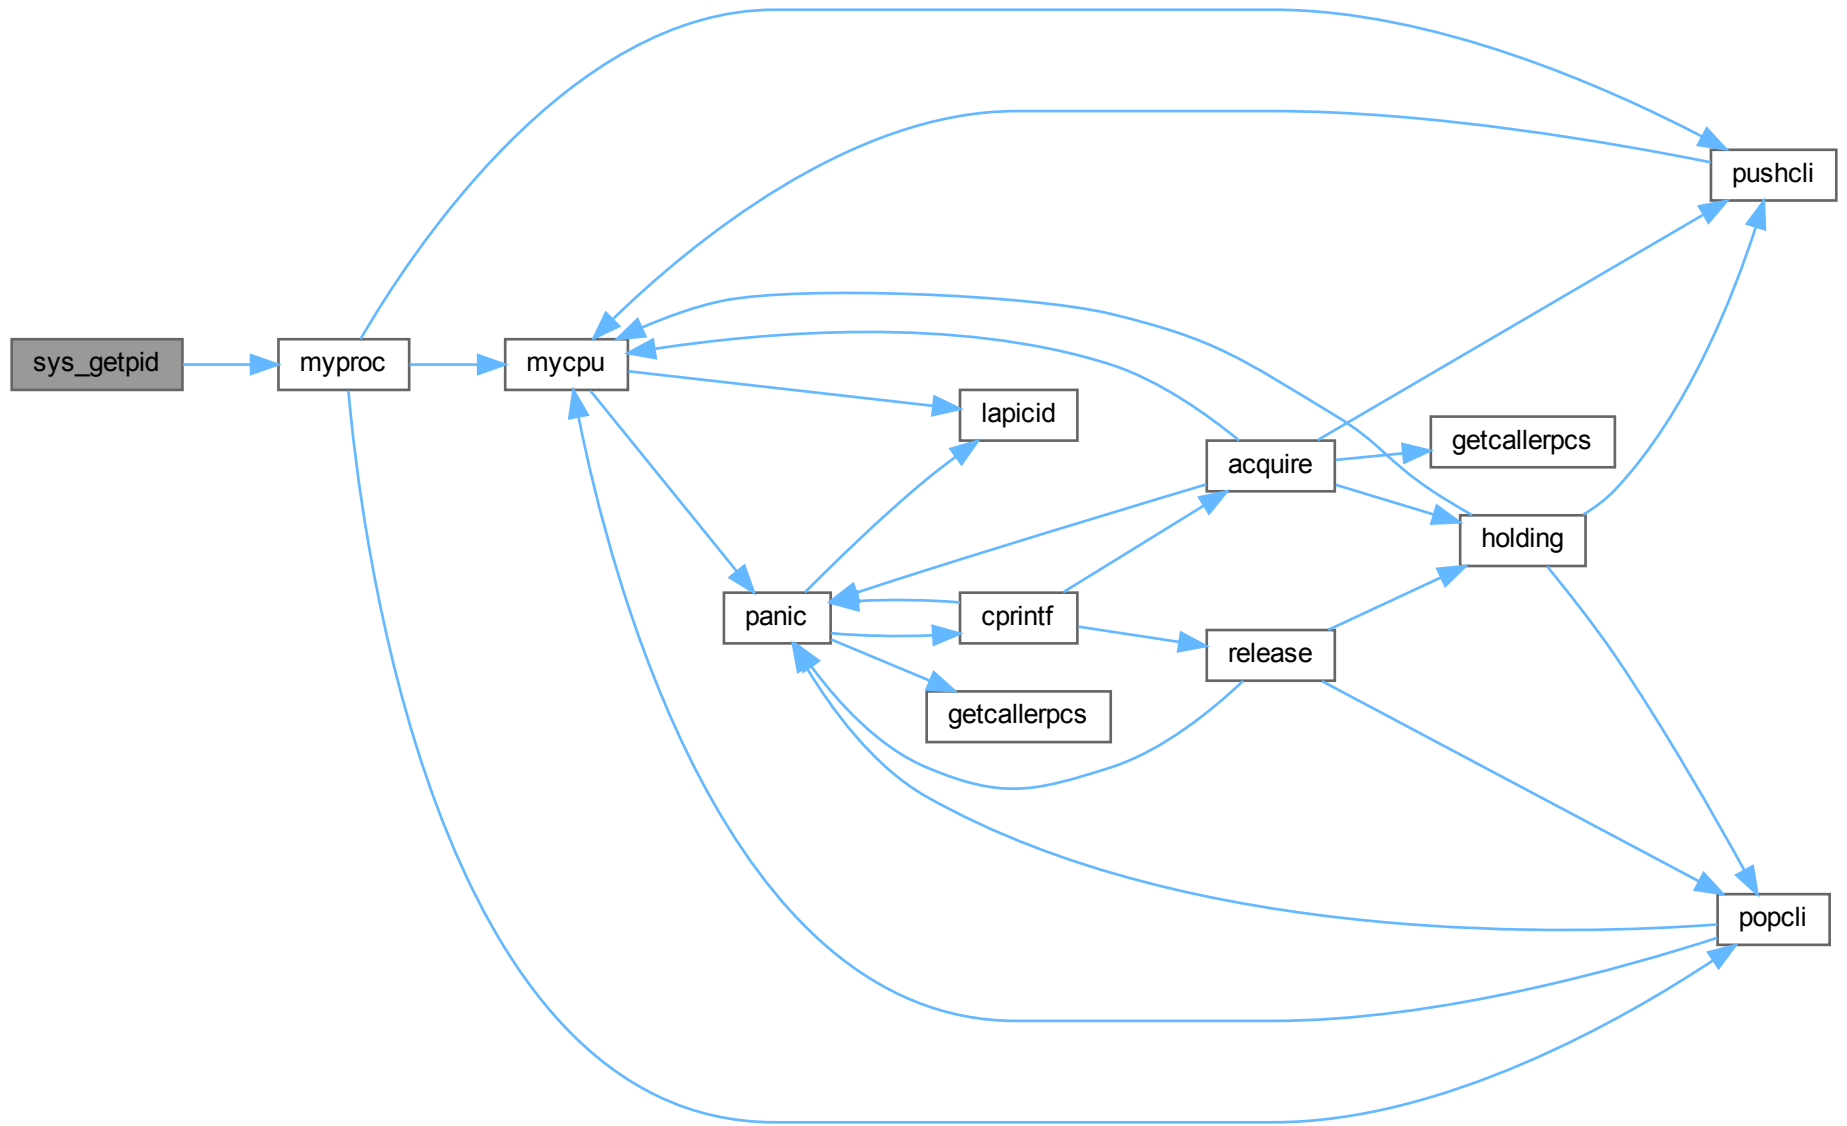 pushcli
sys_getpid
myproc
mycpu
lapicid
getcallerpcs
acquire
holding
panic
cprintf
release
getcallerpcs
popcli